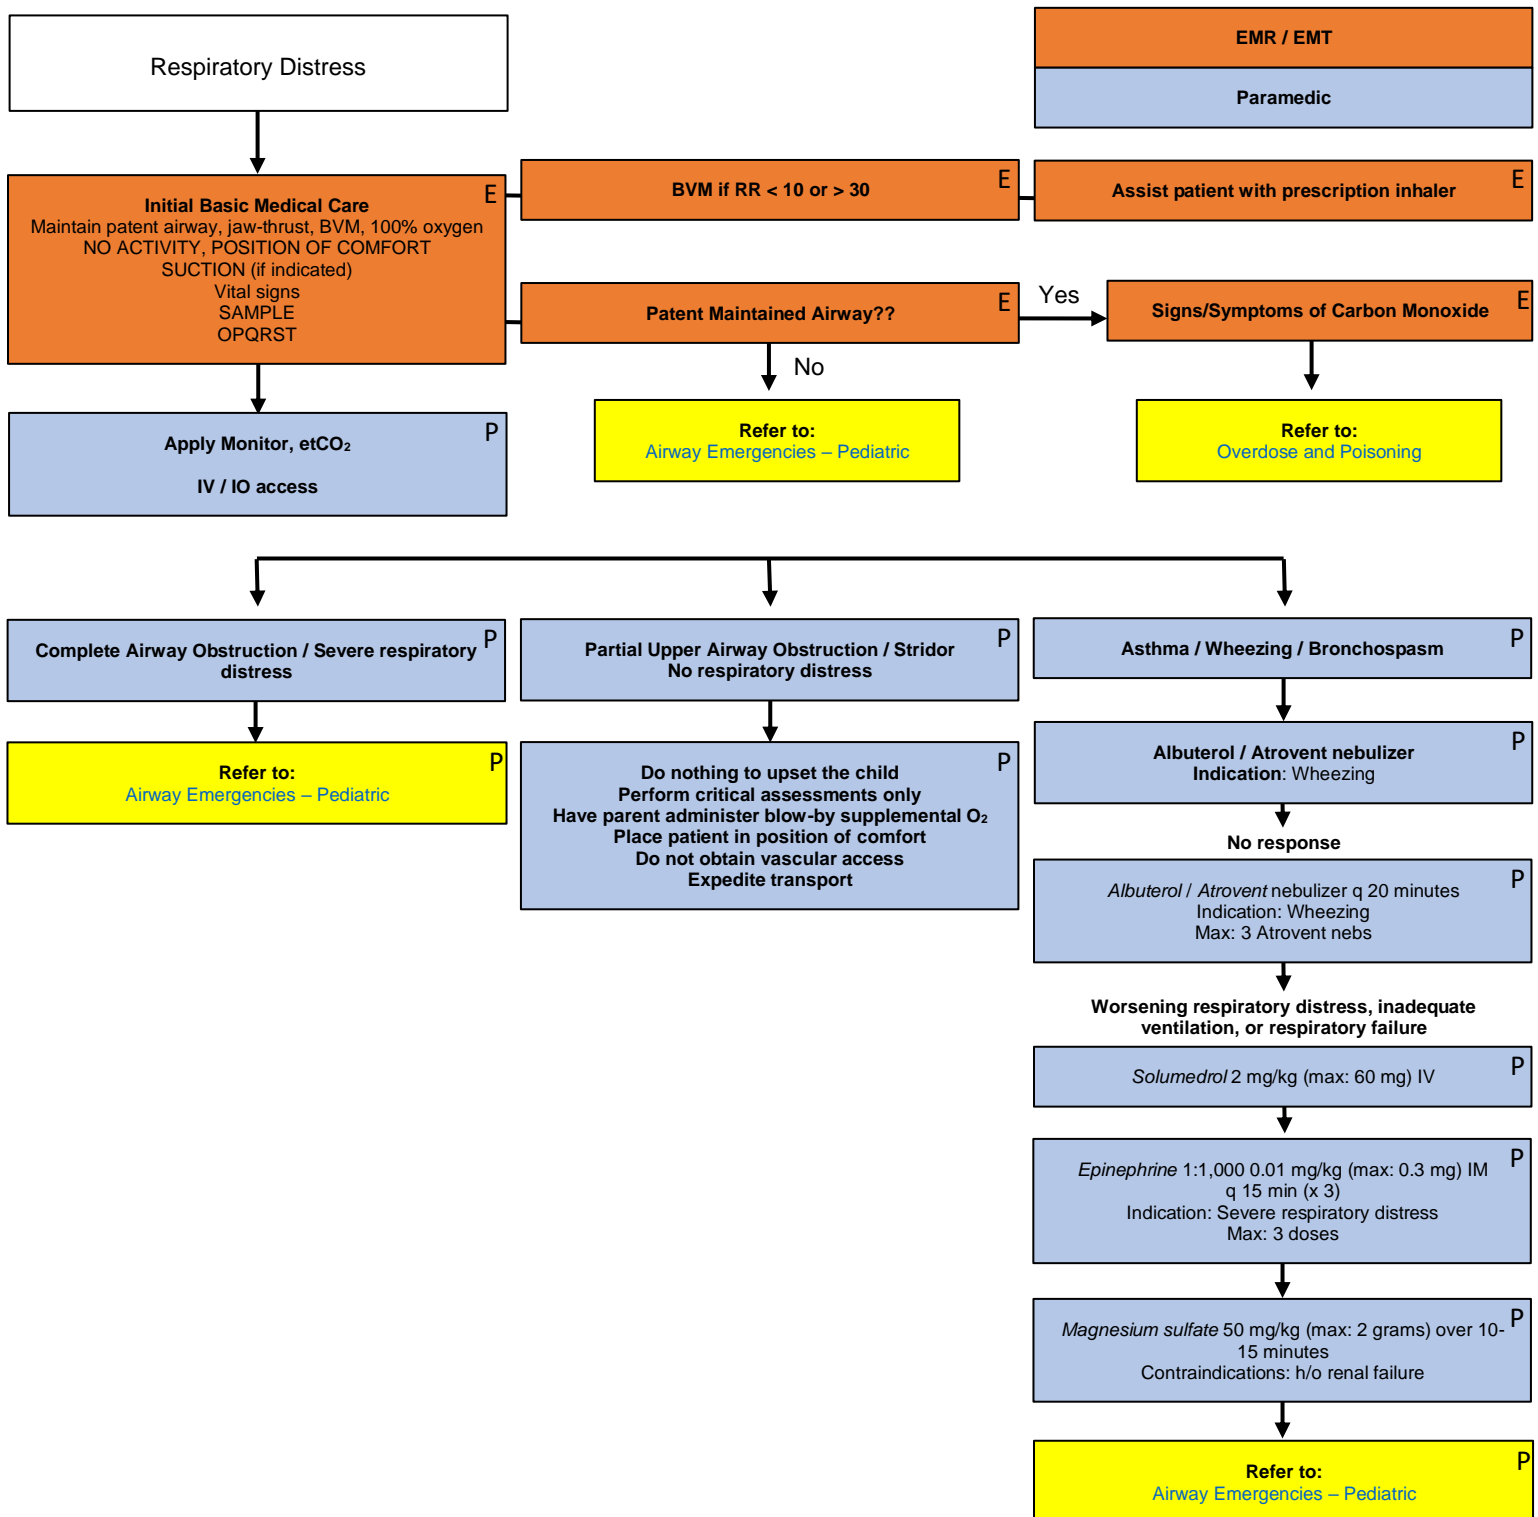 Respiratory Distress
EMR / EMT
Paramedic
E
Initial Basic Medical Care
Maintain patent airway, jaw-thrust, BVM, 100% oxygen
NO ACTIVITY, POSITION OF COMFORT
SUCTION (if indicated)
Vital signs
SAMPLE
OPQRST
E
BVM if RR < 10 or > 30
E
Assist patient with prescription inhaler
E
Patent Maintained Airway??
Yes
E
Signs/Symptoms of Carbon Monoxide
No
Refer to:
Airway Emergencies – Pediatric
Refer to:
Overdose and Poisoning
P
Apply Monitor, etCO₂
IV / IO access
P
Complete Airway Obstruction / Severe respiratory
distress
P
Partial Upper Airway Obstruction / Stridor
No respiratory distress
P
Asthma / Wheezing / Bronchospasm
P
Refer to:
Airway Emergencies – Pediatric
P
Do nothing to upset the child
Perform critical assessments only
Have parent administer blow-by supplemental O₂
Place patient in position of comfort
Do not obtain vascular access
Expedite transport
P
Albuterol / Atrovent nebulizer
Indication: Wheezing
No response
P
Albuterol / Atrovent nebulizer q 20 minutes
Indication: Wheezing
Max: 3 Atrovent nebs
Worsening respiratory distress, inadequate
ventilation, or respiratory failure
P
Solumedrol 2 mg/kg (max: 60 mg) IV
P
Epinephrine 1:1,000 0.01 mg/kg (max: 0.3 mg) IM
q 15 min (x 3)
Indication: Severe respiratory distress
Max: 3 doses
P
Magnesium sulfate 50 mg/kg (max: 2 grams) over 10-
15 minutes
Contraindications: h/o renal failure
P
Refer to:
Airway Emergencies – Pediatric